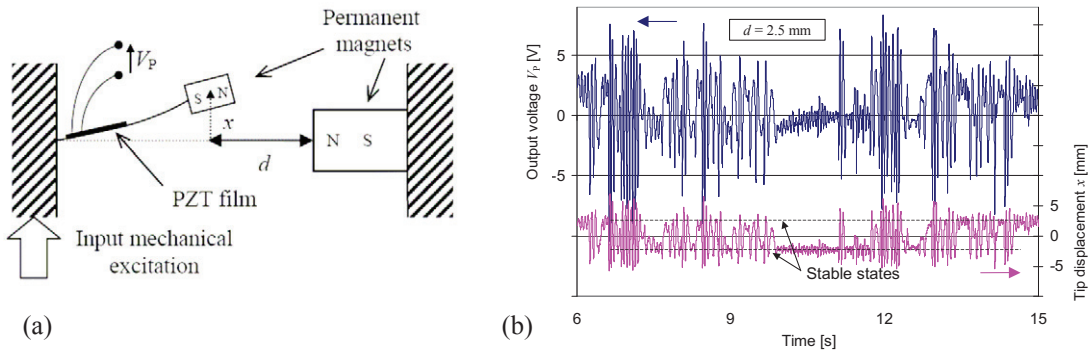 Permanent
magnets
V_P
S N
x
N S
d
PZT film
Input mechanical
excitation
(a)
d = 2.5 mm
Output voltage V_P [V]
5
0
-5
5
0
-5
Tip displacement x [mm]
Stable states
6 9 12 15
Time [s]
(b)